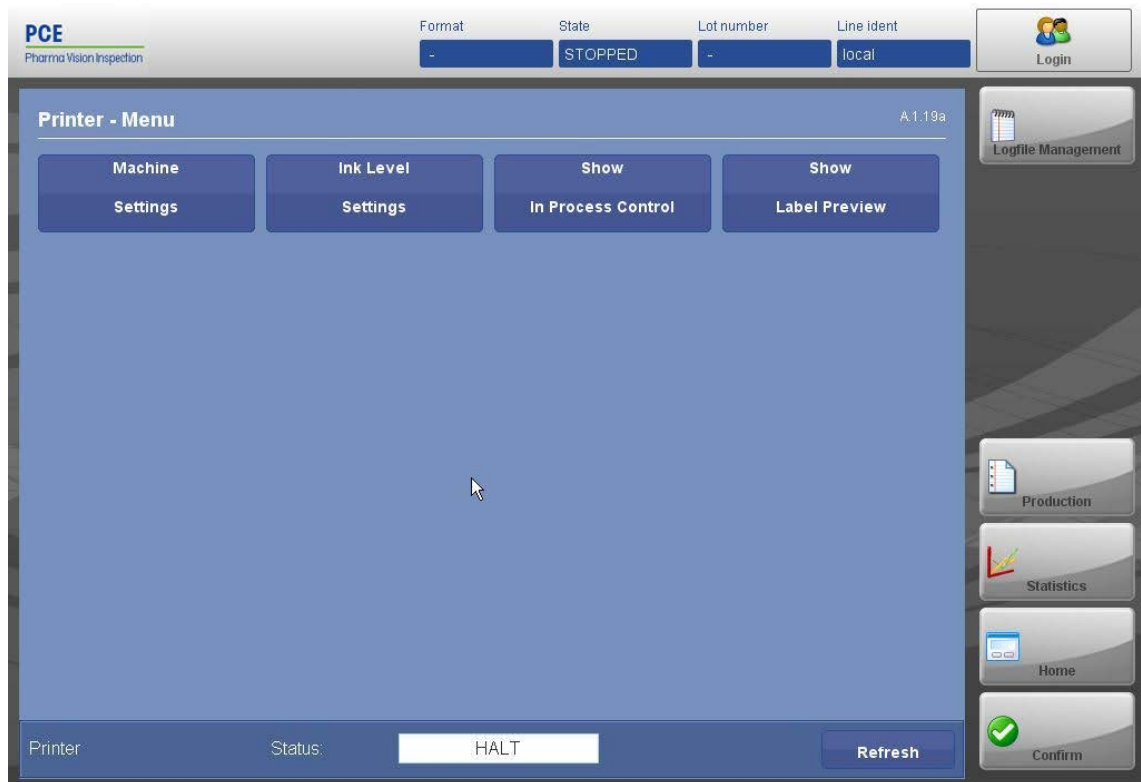 PCE
Pharma Vision Inspection
Format
State
Lot number
Line ident
-
STOPPED
-
local
Login
Printer - Menu
A.1.19a
Logfile Management
Machine
Settings
Ink Level
Settings
Show
In Process Control
Show
Label Preview
Production
Statistics
Home
Printer
Status:
HALT
Refresh
Confirm